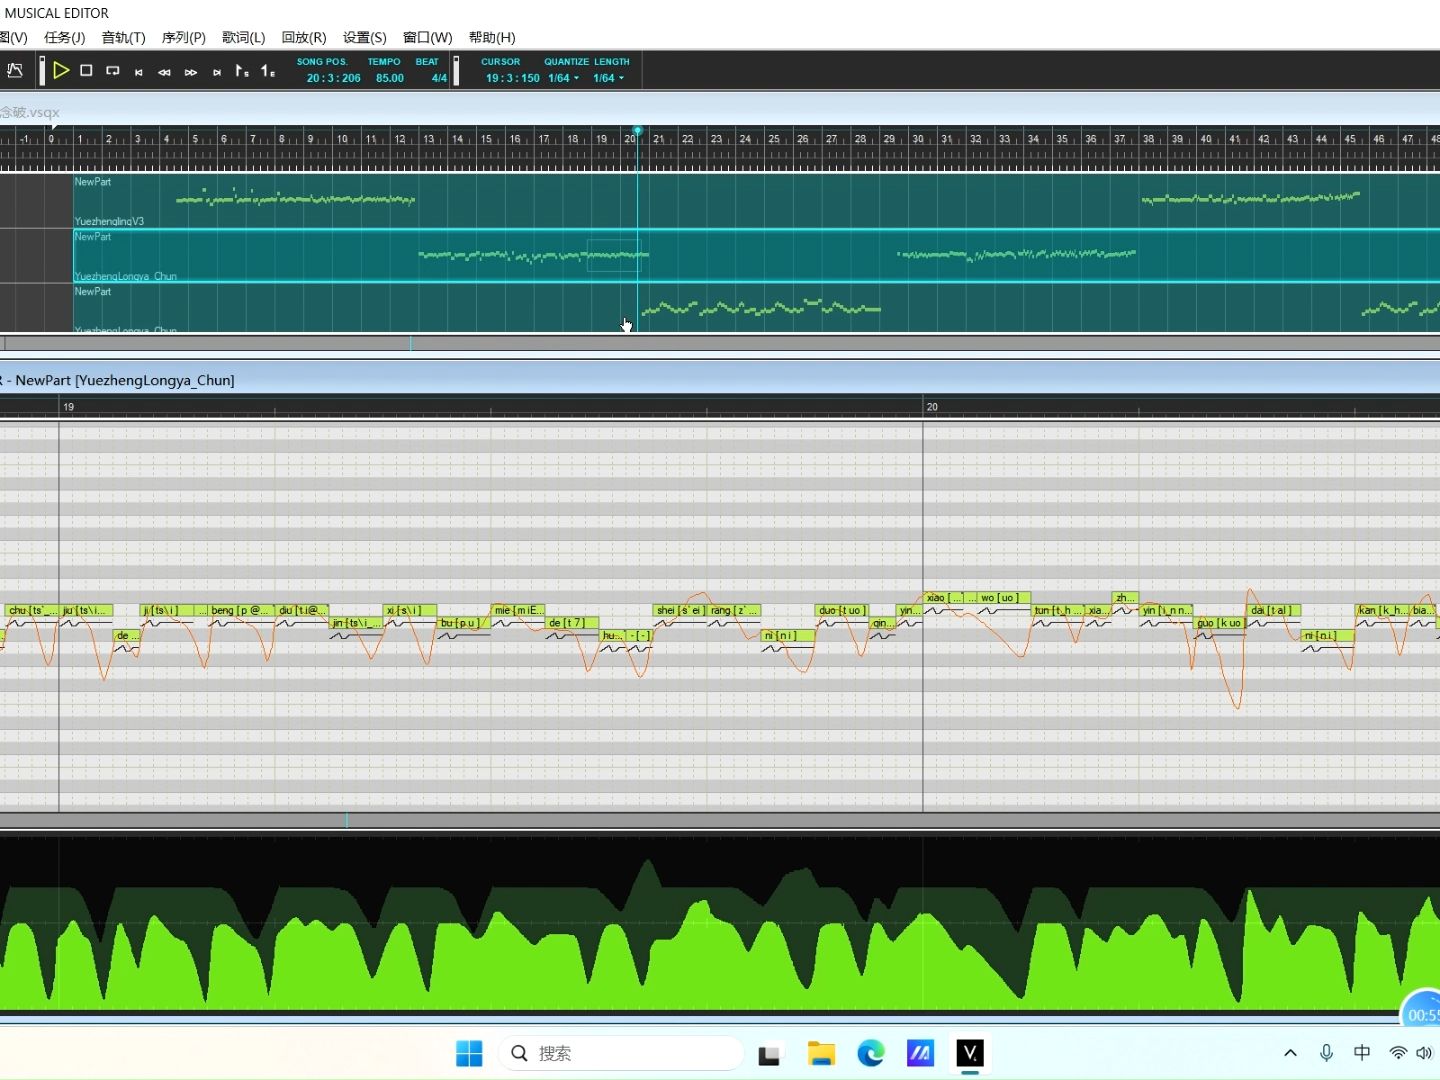 MUSICAL EDITOR
图(V) 任务(J) 音轨(T) 序列(P) 歌词(L) 回放(R) 设置(S) 窗口(W) 帮助(H)
SONG POS. TEMPO BEAT CURSOR QUANTIZE LENGTH
20:3:206 85.00 4/4 19:3:150 1/64 1/64
念破.vsqx
-1 0 1 2 3 4 5 6 7 8 9 10 11 12 13 14 15 16 17 18 19 20 21 22 23 24 25 26 27 28 29 30 31 32 33 34 35 36 37 38 39 40 41 42 43 44 45 46 47 48
NewPart
YuezhenglingV3
NewPart
YuezhengLongya_Chun
NewPart
YuezhengLongya_Chun
R - NewPart [YuezhengLongya_Chun]
19 20
xiao [ ... ... wo [ uo ] zh...
chu [ ts`_... jiu [ ts\ i... ji [ ts\ i ] ... beng [ p @... diu [ t i@... xi [ s\ i ] mie [ m iE... shei [ s` ei ] rang [ z` ... duo [ t uo ] yin... tun [ t_h ... xia... yin [ i_n n... dai [ t aI ] kan [ k_h... bia...
jin [ ts\ i_... bu [ p u ] de [ t 7 ] qin... guo [ k uo ]
de ... hu... - [ - ] ni [ n i ] ni [ n i ]
00:55
搜索 中